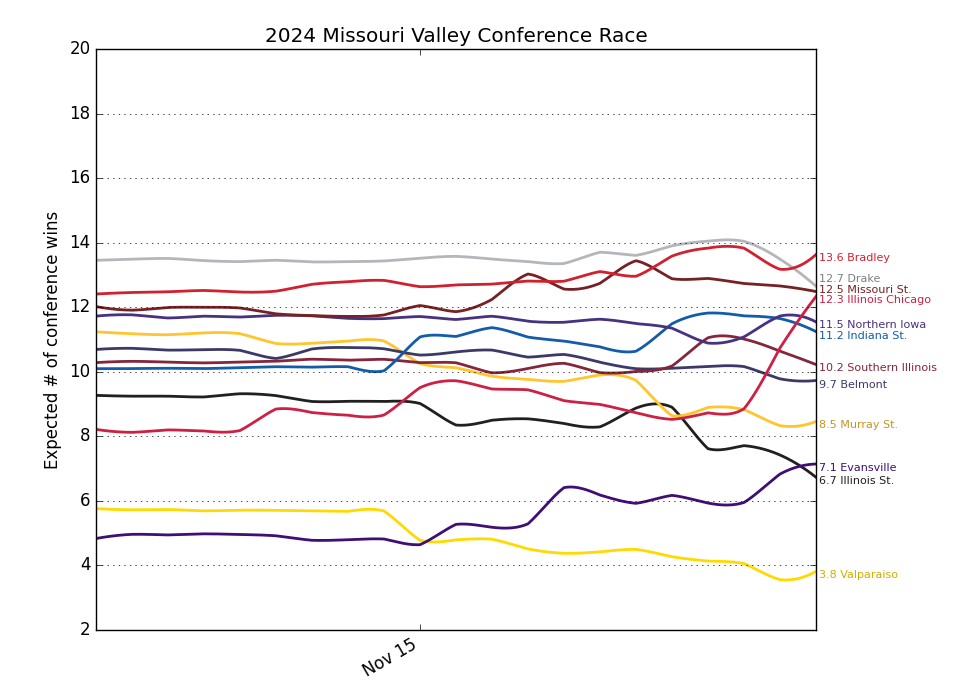 2024 Missouri Valley Conference Race
20
18
16
14
12
10
8
6
4
2
Expected # of conference wins
Nov 15
13.6 Bradley
12.7 Drake
12.5 Missouri St.
12.3 Illinois Chicago
11.5 Northern Iowa
11.2 Indiana St.
10.2 Southern Illinois
9.7 Belmont
8.5 Murray St.
7.1 Evansville
6.7 Illinois St.
3.8 Valparaiso